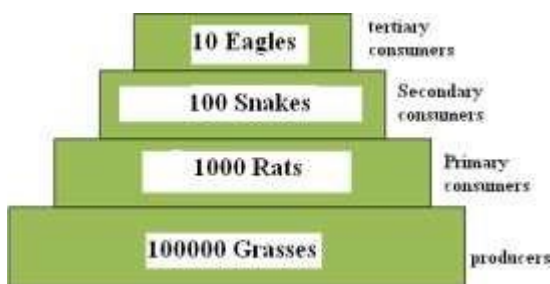 10 Eagles
tertiary
consumers
100 Snakes
Secondary
consumers
1000 Rats
Primary
consumers
100000 Grasses
producers